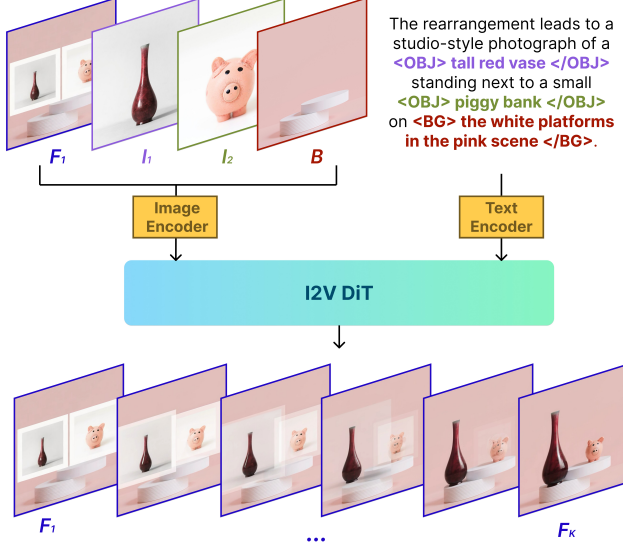 The rearrangement leads to a
studio-style photograph of a
<OBJ> tall red vase </OBJ>
standing next to a small
<OBJ> piggy bank </OBJ>
on <BG> the white platforms
in the pink scene </BG>.
F1
I1
I2
B
Image
Encoder
Text
Encoder
I2V DiT
F1
...
FK